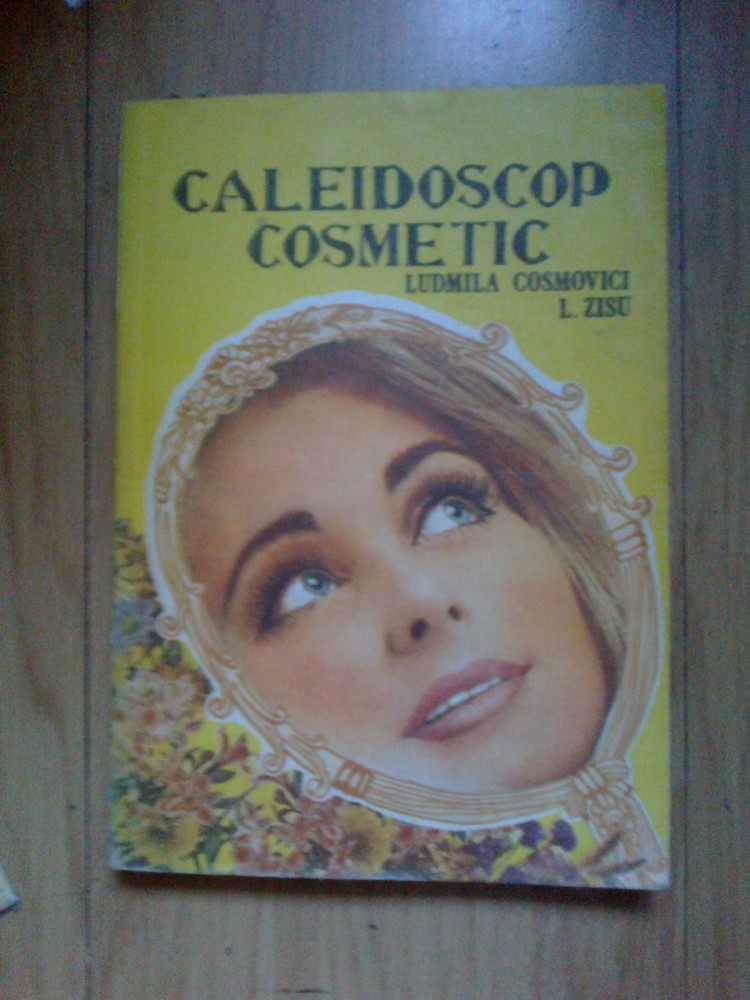 CALEIDOSCOP
COSMETIC
LUDMILA COSMOVICI
L. ZISU